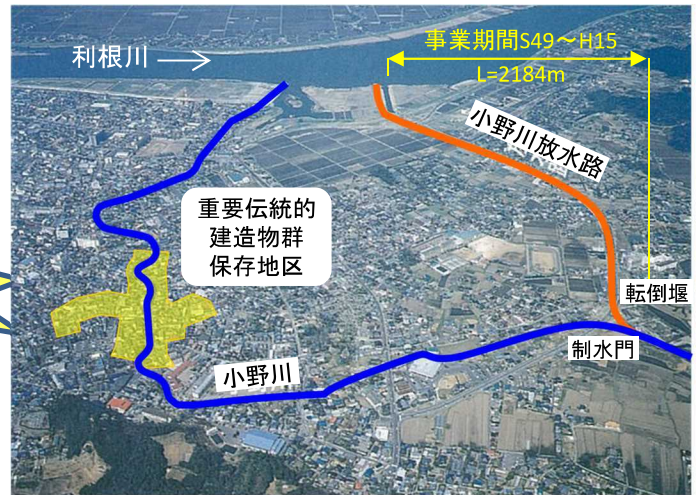 利根川
事業期間S49～H15
L=2184m
小野川放水路
重要伝統的
建造物群
保存地区
転倒堰
制水門
小野川